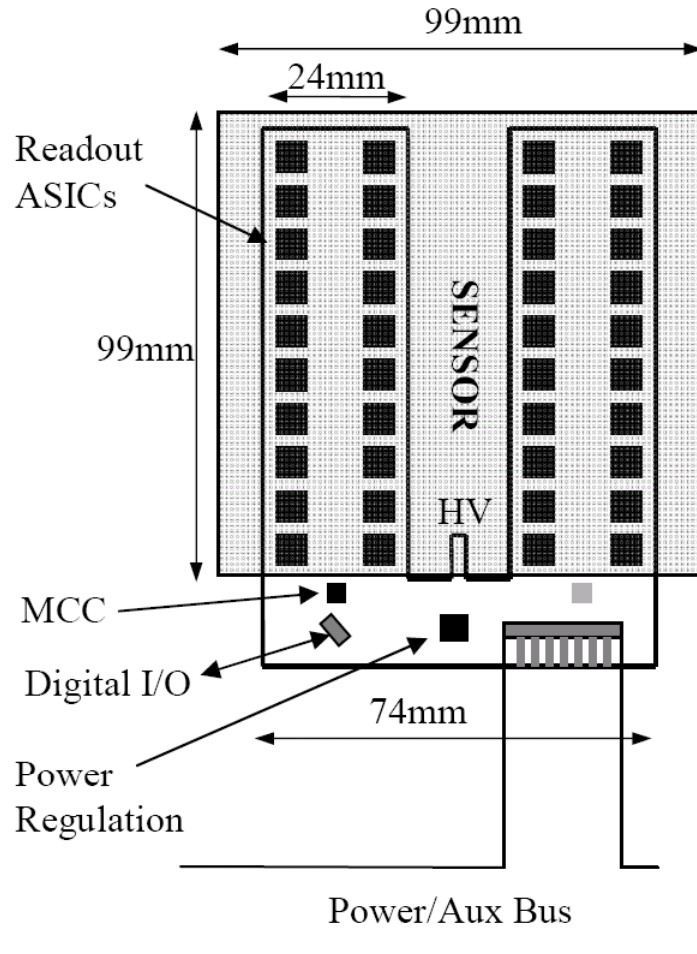 99mm
24mm
Readout
ASICs
99mm
SENSOR
HV
MCC
Digital I/O
74mm
Power
Regulation
Power/Aux Bus